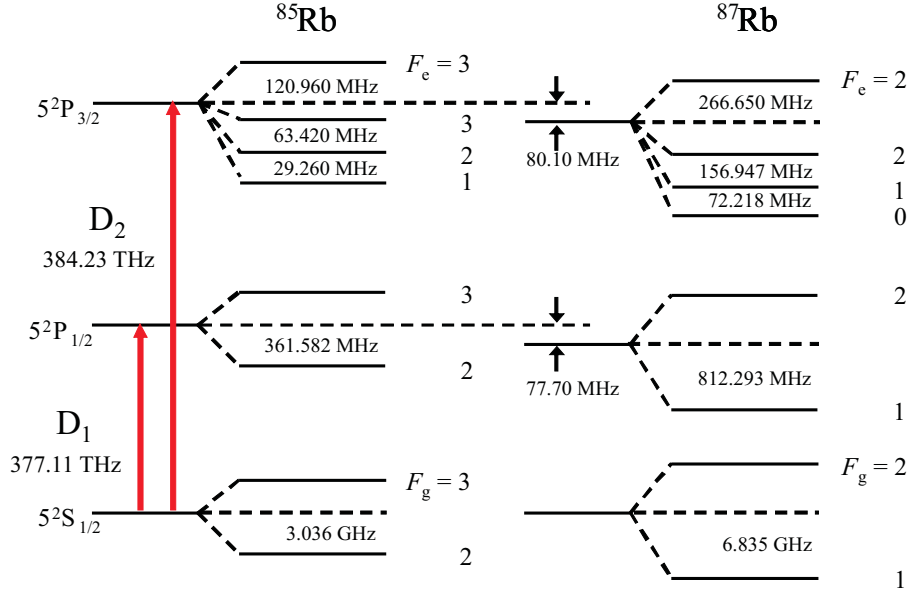 ⁸⁵Rb
⁸⁷Rb
Fₑ = 3
Fₑ = 2
120.960 MHz
266.650 MHz
5²P₃/₂
3
63.420 MHz
80.10 MHz
2
2
156.947 MHz
29.260 MHz
1
1
72.218 MHz
0
D₂
384.23 THz
3
2
5²P₁/₂
361.582 MHz
2
77.70 MHz
812.293 MHz
1
D₁
377.11 THz
F_g = 3
F_g = 2
5²S₁/₂
3.036 GHz
2
6.835 GHz
1